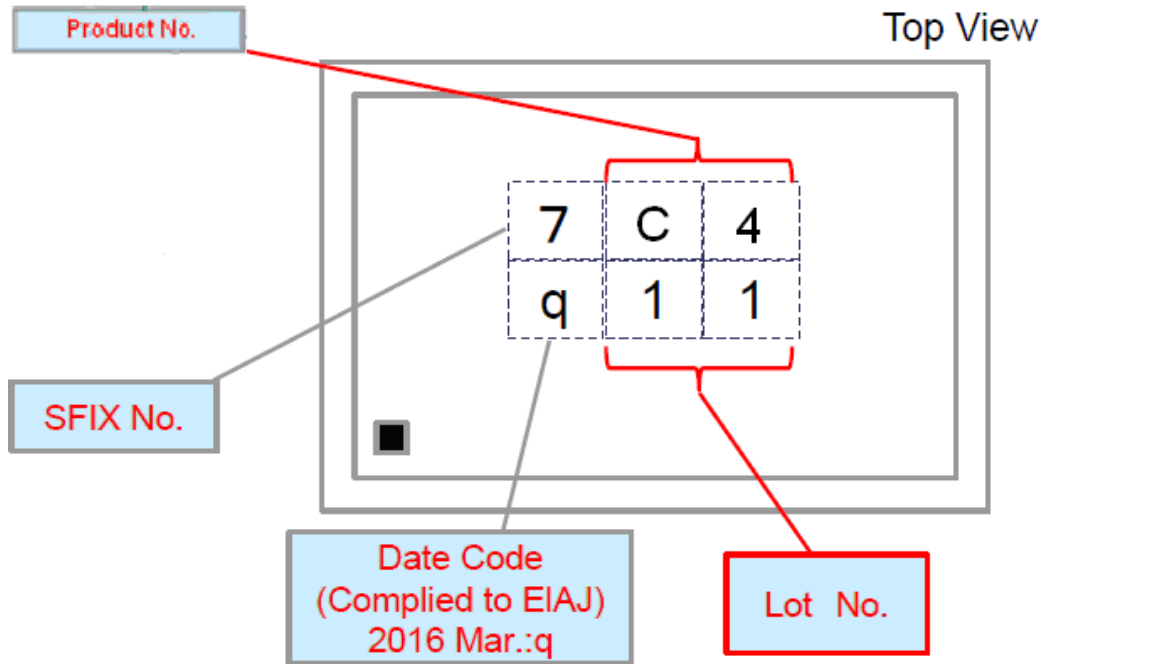 Product No.
Top View
7 C 4
q 1 1
SFIX No.
Date Code
(Complied to EIAJ)
2016 Mar.:q
Lot No.